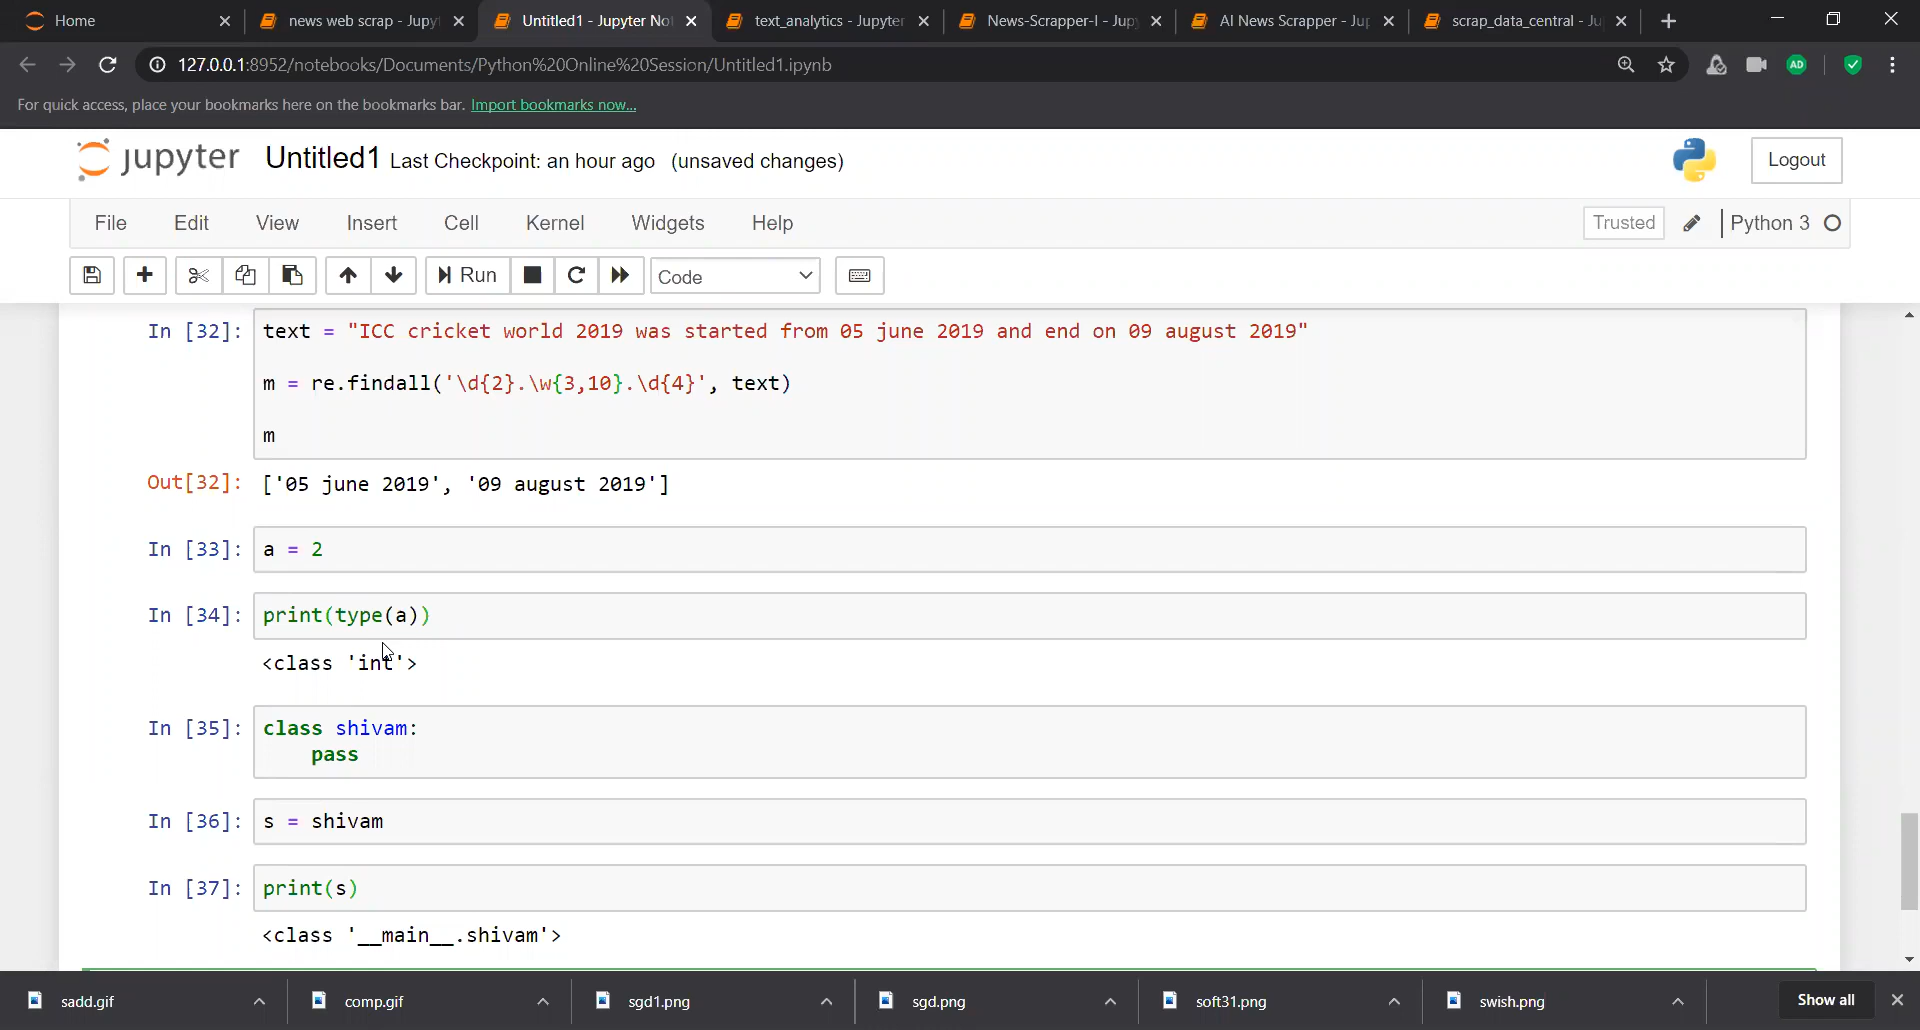 Home
news web scrap - Jupyt
Untitled1 - Jupyter No
text_analytics - Jupyter
News-Scrapper-I - Jup
AI News Scrapper - Jup
scrap_data_central - Ju
127.0.0.1:8952/notebooks/Documents/Python%20Online%20Session/Untitled1.ipynb
AD
For quick access, place your bookmarks here on the bookmarks bar. Import bookmarks now...
jupyter Untitled1 Last Checkpoint: an hour ago (unsaved changes)
Logout
File Edit View Insert Cell Kernel Widgets Help
Trusted
Python 3
Run
Code
In [32]: text = "ICC cricket world 2019 was started from 05 june 2019 and end on 09 august 2019"
m = re.findall('\d{2}.\w{3,10}.\d{4}', text)
m
Out[32]: ['05 june 2019', '09 august 2019']
In [33]: a = 2
In [34]: print(type(a))
<class 'int'>
In [35]: class shivam:
pass
In [36]: s = shivam
In [37]: print(s)
<class '__main__.shivam'>
sadd.gif
comp.gif
sgd1.png
sgd.png
soft31.png
swish.png
Show all